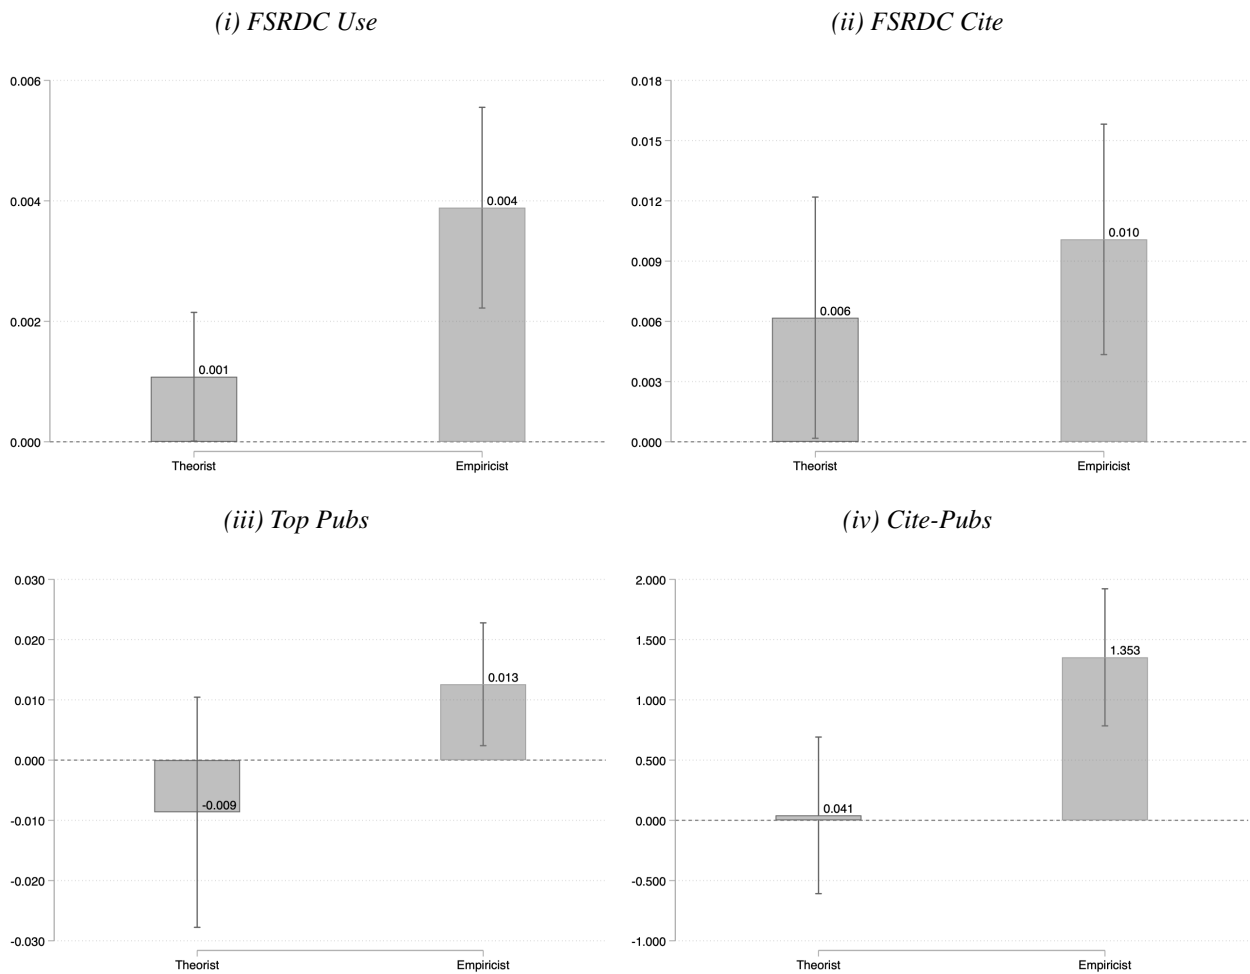 (i) FSRDC Use
0.006
0.004
0.002
0.000
0.001
0.004
Theorist
Empiricist
(ii) FSRDC Cite
0.018
0.015
0.012
0.009
0.006
0.003
0.000
0.006
0.010
Theorist
Empiricist
(iii) Top Pubs
0.030
0.020
0.010
0.000
-0.010
-0.020
-0.030
-0.009
0.013
Theorist
Empiricist
(iv) Cite-Pubs
2.000
1.500
1.000
0.500
0.000
-0.500
-1.000
0.041
1.353
Theorist
Empiricist